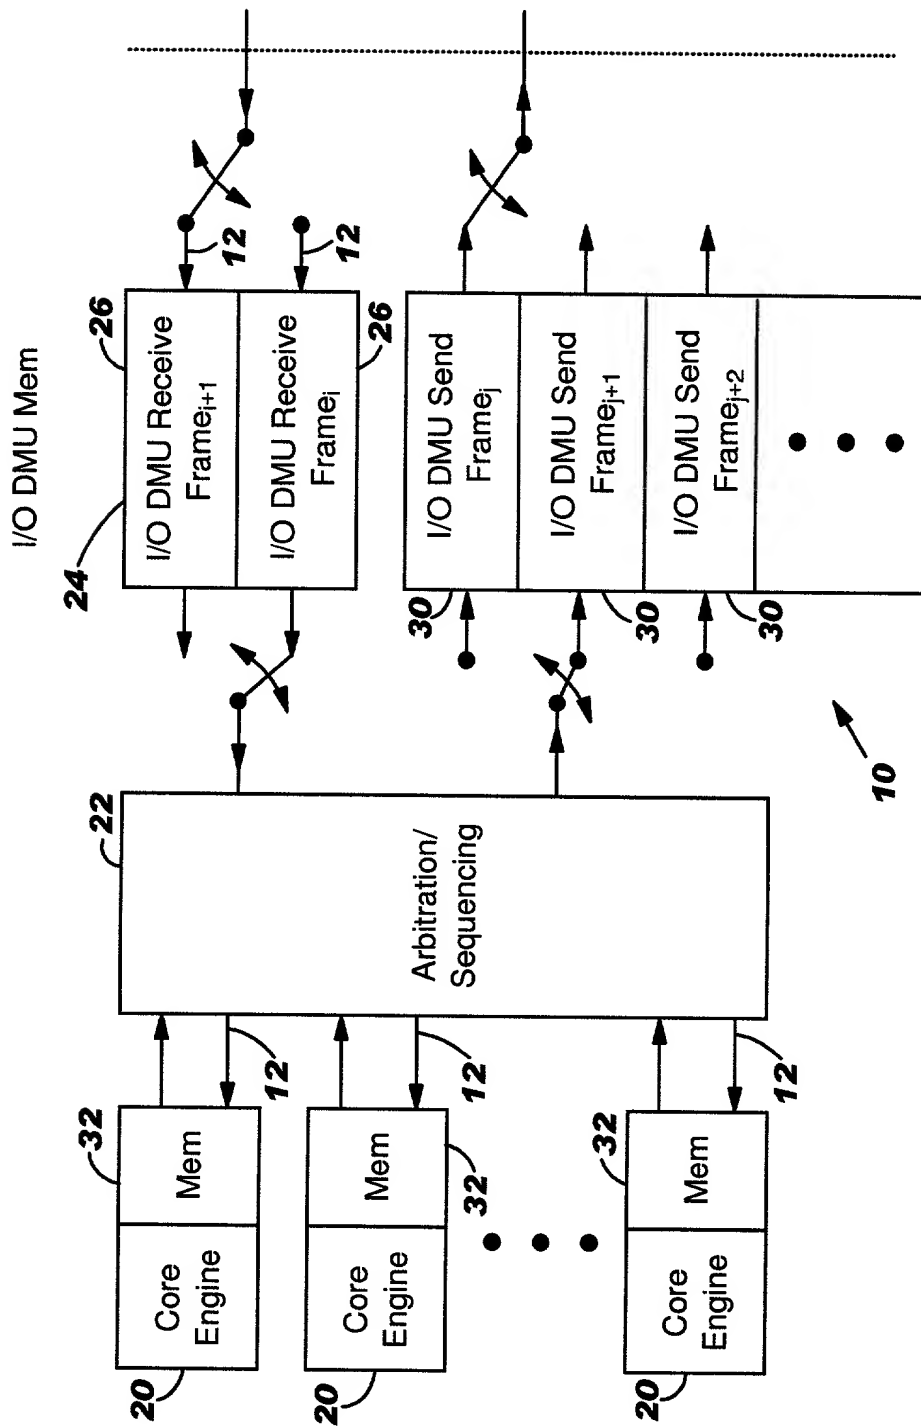 I/O DMU Mem
24
26
12
I/O DMU Receive
Frame_{i+1}
I/O DMU Receive
Frame_i
12
26
30
I/O DMU Send
Frame_j
30
I/O DMU Send
Frame_{j+1}
30
I/O DMU Send
Frame_{j+2}
10
22
Arbitration/
Sequencing
32
12
20
Core
Engine
Mem
12
32
20
Core
Engine
Mem
32
12
20
Core
Engine
Mem